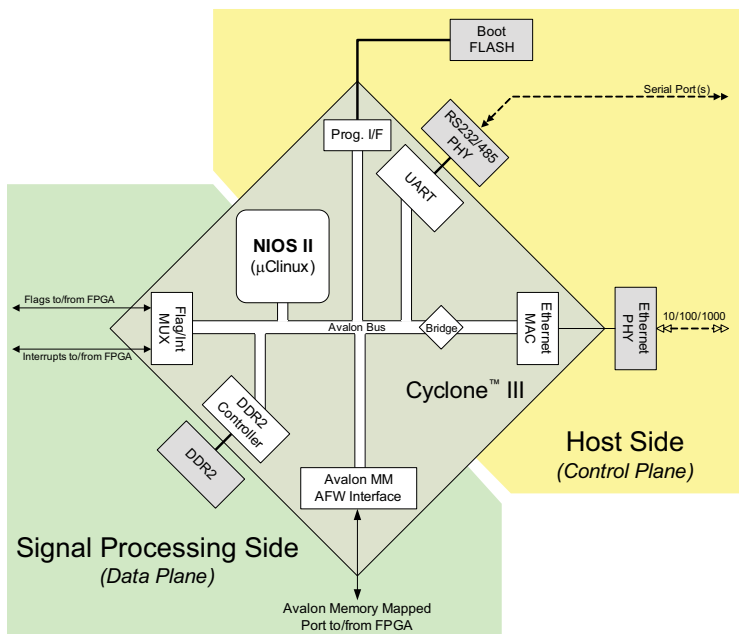 Boot
FLASH
Serial Port(s)
Prog. I/F
RS232/485
PHY
UART
NIOS II
(µClinux)
Flags to/from FPGA
Flag/Int
MUX
Interrupts to/from FPGA
Avalon Bus
Bridge
Ethernet
MAC
Ethernet
PHY
10/100/1000
Cyclone™ III
DDR2
Controller
DDR2
Host Side
(Control Plane)
Avalon MM
AFW Interface
Signal Processing Side
(Data Plane)
Avalon Memory Mapped
Port to/from FPGA